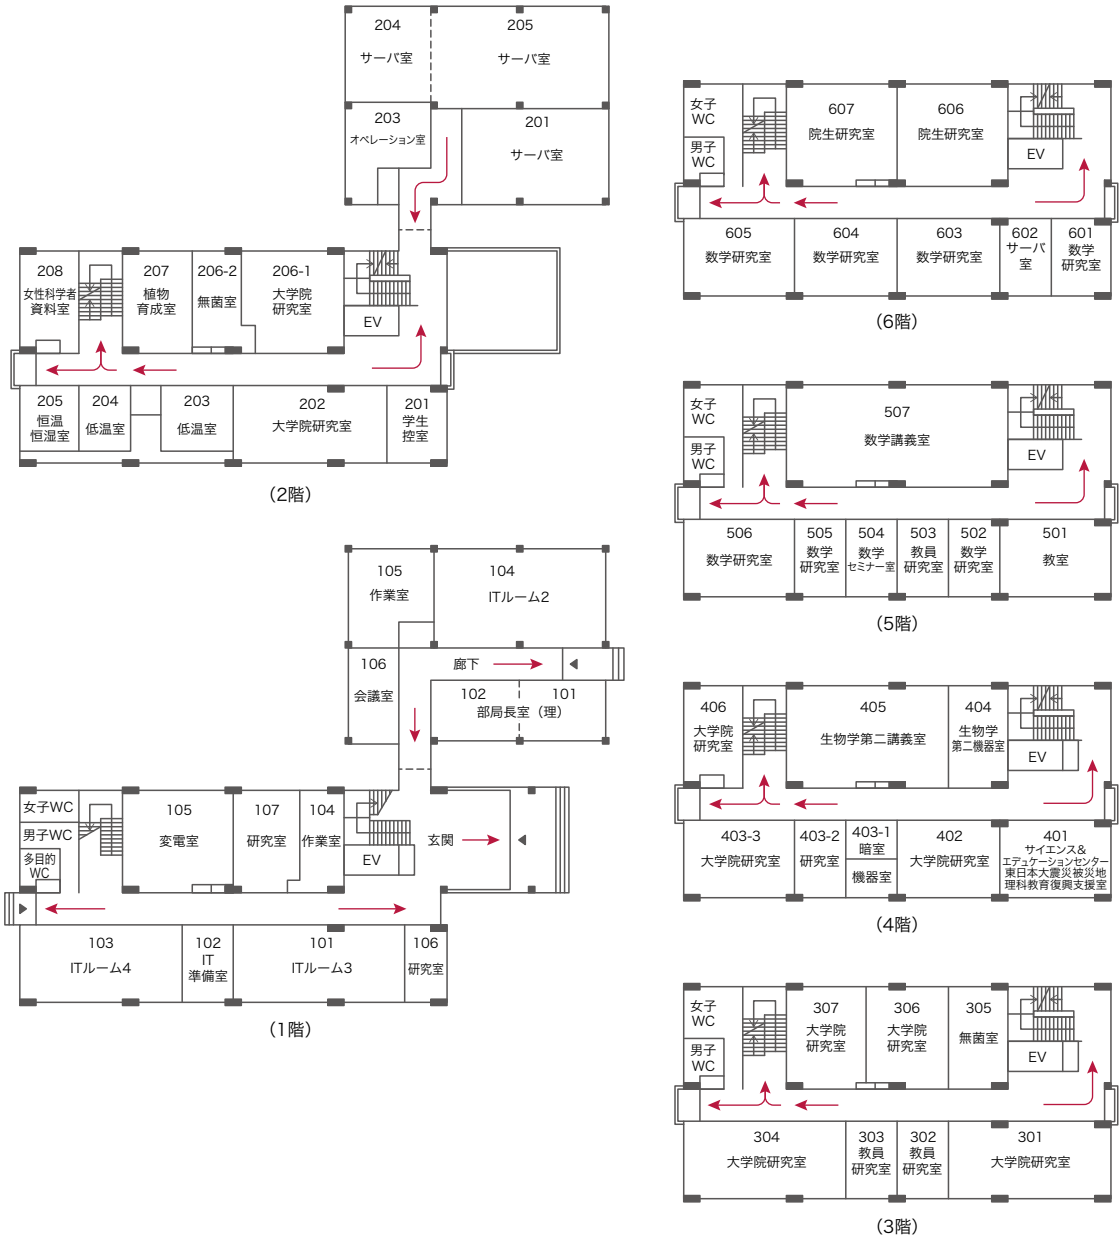 204
サーバ室
205
サーバ室
203
オペレーション室
201
サーバ室
208
女性科学者
資料室
207
植物
育成室
206-2
無菌室
206-1
大学院
研究室
EV
205
恒温
恒湿室
204
低温室
203
低温室
202
大学院研究室
201
学生
控室
(2階)
105
作業室
104
ITルーム2
106
会議室
廊下
102
101
部局長室（理）
女子WC
男子WC
多目的
WC
105
変電室
107
研究室
104
作業室
EV
玄関
103
ITルーム4
102
IT
準備室
101
ITルーム3
106
研究室
(1階)
女子
WC
男子
WC
607
院生研究室
606
院生研究室
EV
605
数学研究室
604
数学研究室
603
数学研究室
602
サーバ
室
601
数学
研究室
(6階)
女子
WC
男子
WC
507
数学講義室
EV
506
数学研究室
505
数学
研究室
504
数学
セミナー室
503
教員
研究室
502
数学
研究室
501
教室
(5階)
406
大学院
研究室
405
生物学第二講義室
404
生物学
第二機器室
EV
403-3
大学院研究室
403-2
研究室
403-1
暗室
機器室
402
大学院研究室
401
サイエンス&
エデュケーションセンター
東日本大震災被災地
理科教育復興支援室
(4階)
女子
WC
男子
WC
307
大学院
研究室
306
大学院
研究室
305
無菌室
EV
304
大学院研究室
303
教員
研究室
302
教員
研究室
301
大学院研究室
(3階)